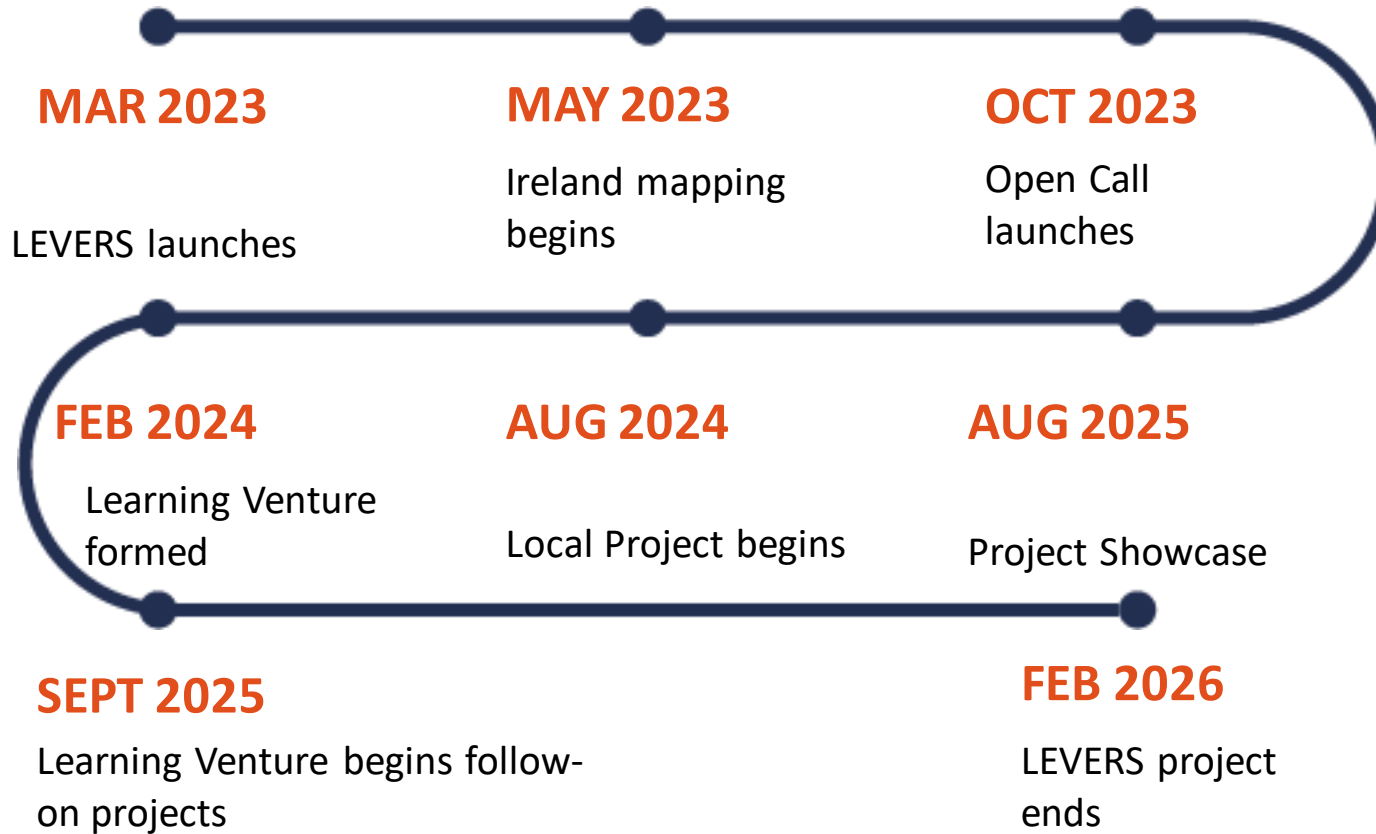 MAR 2023
LEVERS launches
MAY 2023
Ireland mapping
begins
OCT 2023
Open Call
launches
FEB 2024
Learning Venture
formed
AUG 2024
Local Project begins
AUG 2025
Project Showcase
SEPT 2025
Learning Venture begins follow-
on projects
FEB 2026
LEVERS project
ends